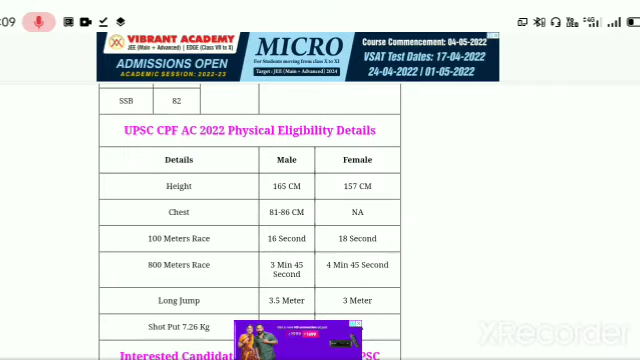 :09
VIBRANT ACADEMY
JEE (Main + Advanced) | EDGE (Class VII to X)
ADMISSIONS OPEN
ACADEMIC SESSION: 2022-23
MICRO
For Students moving from class X to XI
Target: JEE (Main + Advanced) 2024
Course Commencement: 04-05-2022
VSAT Test Dates: 17-04-2022
24-04-2022 | 01-05-2022
SSB 82
UPSC CPF AC 2022 Physical Eligibility Details
Details Male Female
Height 165 CM 157 CM
Chest 81-86 CM NA
100 Meters Race 16 Second 18 Second
800 Meters Race 3 Min 45 Second 4 Min 45 Second
Long Jump 3.5 Meter 3 Meter
Shot Put 7.26 Kg
Interested Candidat PSC
XRecorder